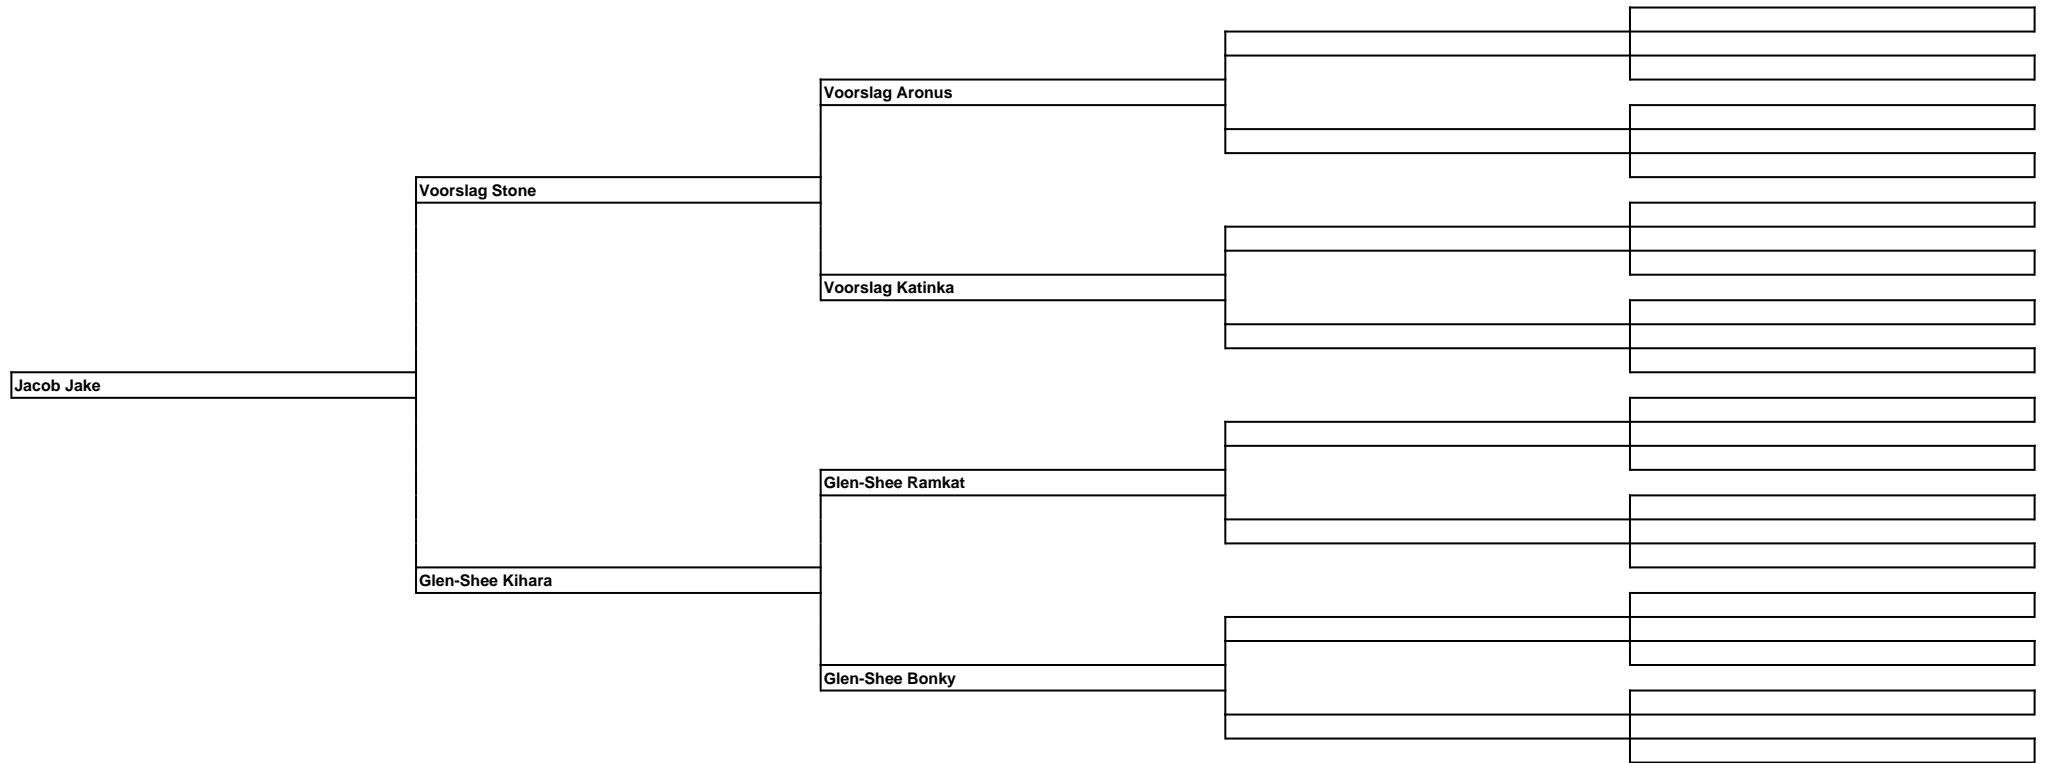 Voorslag Aronus
Voorslag Stone
Voorslag Katinka
Jacob Jake
Glen-Shee Ramkat
Glen-Shee Kihara
Glen-Shee Bonky